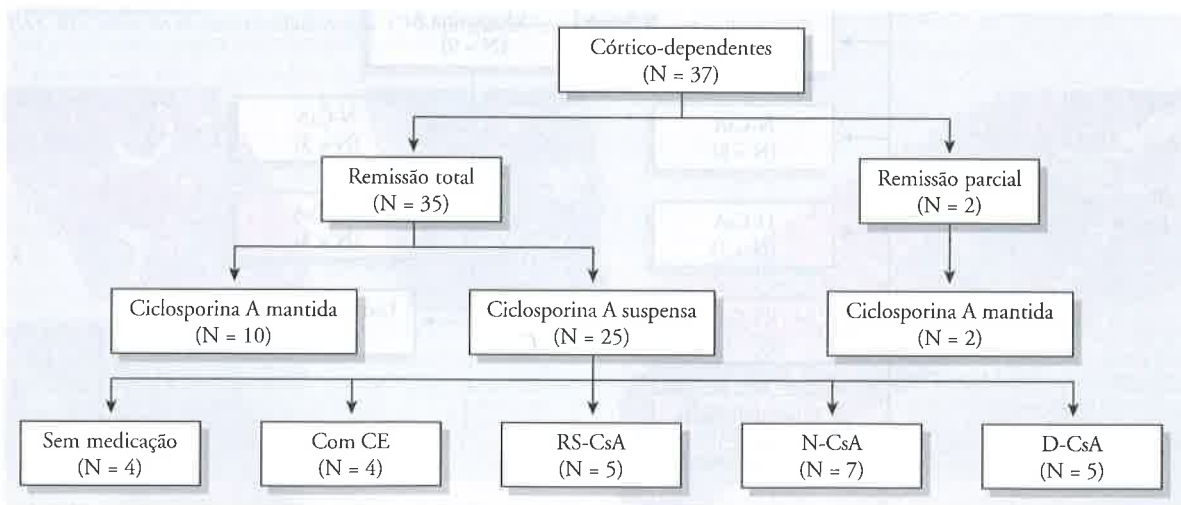 Córtico-dependentes
(N = 37)
Remissão total
(N = 35)
Remissão parcial
(N = 2)
Ciclosporina A mantida
(N = 10)
Ciclosporina A suspensa
(N = 25)
Ciclosporina A mantida
(N = 2)
Sem medicação
(N = 4)
Com CE
(N = 4)
RS-CsA
(N = 5)
N-CsA
(N = 7)
D-CsA
(N = 5)